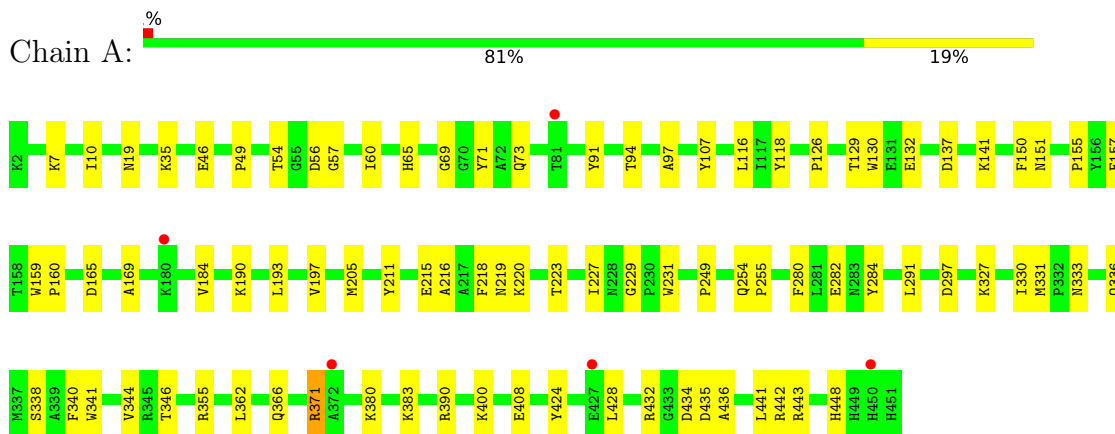 .%
Chain A:
81% 19%
K2 K7 I10 N19 K35 E46 P49 T54 G55 D56 G57 I60 H65 G69 G70 Y71 A72 Q73 T81 Y91 T94 A97 Y107 L116 I117 Y118 P126 T129 W130 E131 E132 D137 K141 F150 N151 P155 Y156 E157
T158 W159 P160 D165 A169 K180 V184 K190 L193 V197 M205 Y211 E215 A216 A217 F218 N219 K220 T223 I227 N228 G229 P230 W231 P249 Q254 P255 F280 L281 E282 N283 Y284 L291 D297 K327 I330 M331 P332 N333 Q336
M337 S338 A339 F340 W341 V344 R345 T346 R355 L362 Q366 R371 A372 K380 K383 R390 K400 E408 Y424 E427 L428 R432 G433 D434 D435 A436 L441 R442 R443 H448 H449 H450 H451